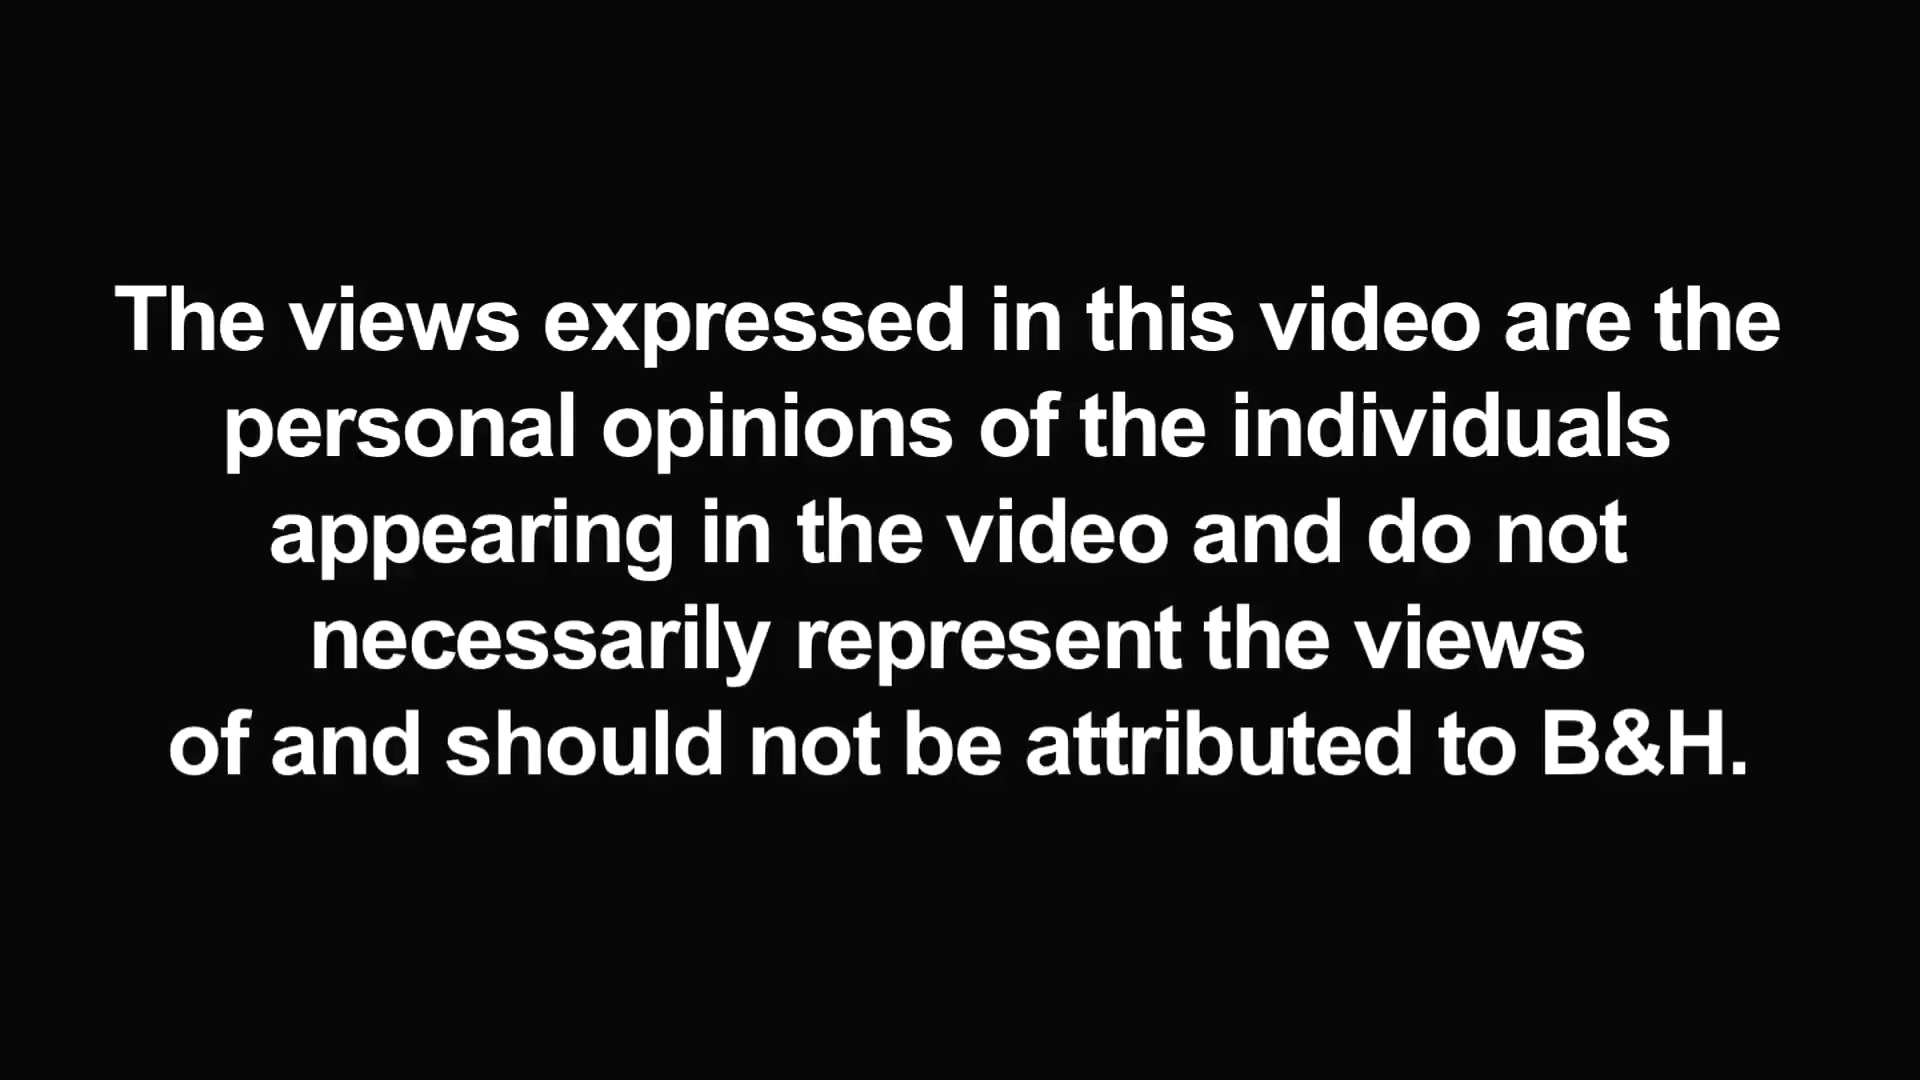 The views expressed in this video are the
personal opinions of the individuals
appearing in the video and do not
necessarily represent the views
of and should not be attributed to B&H.